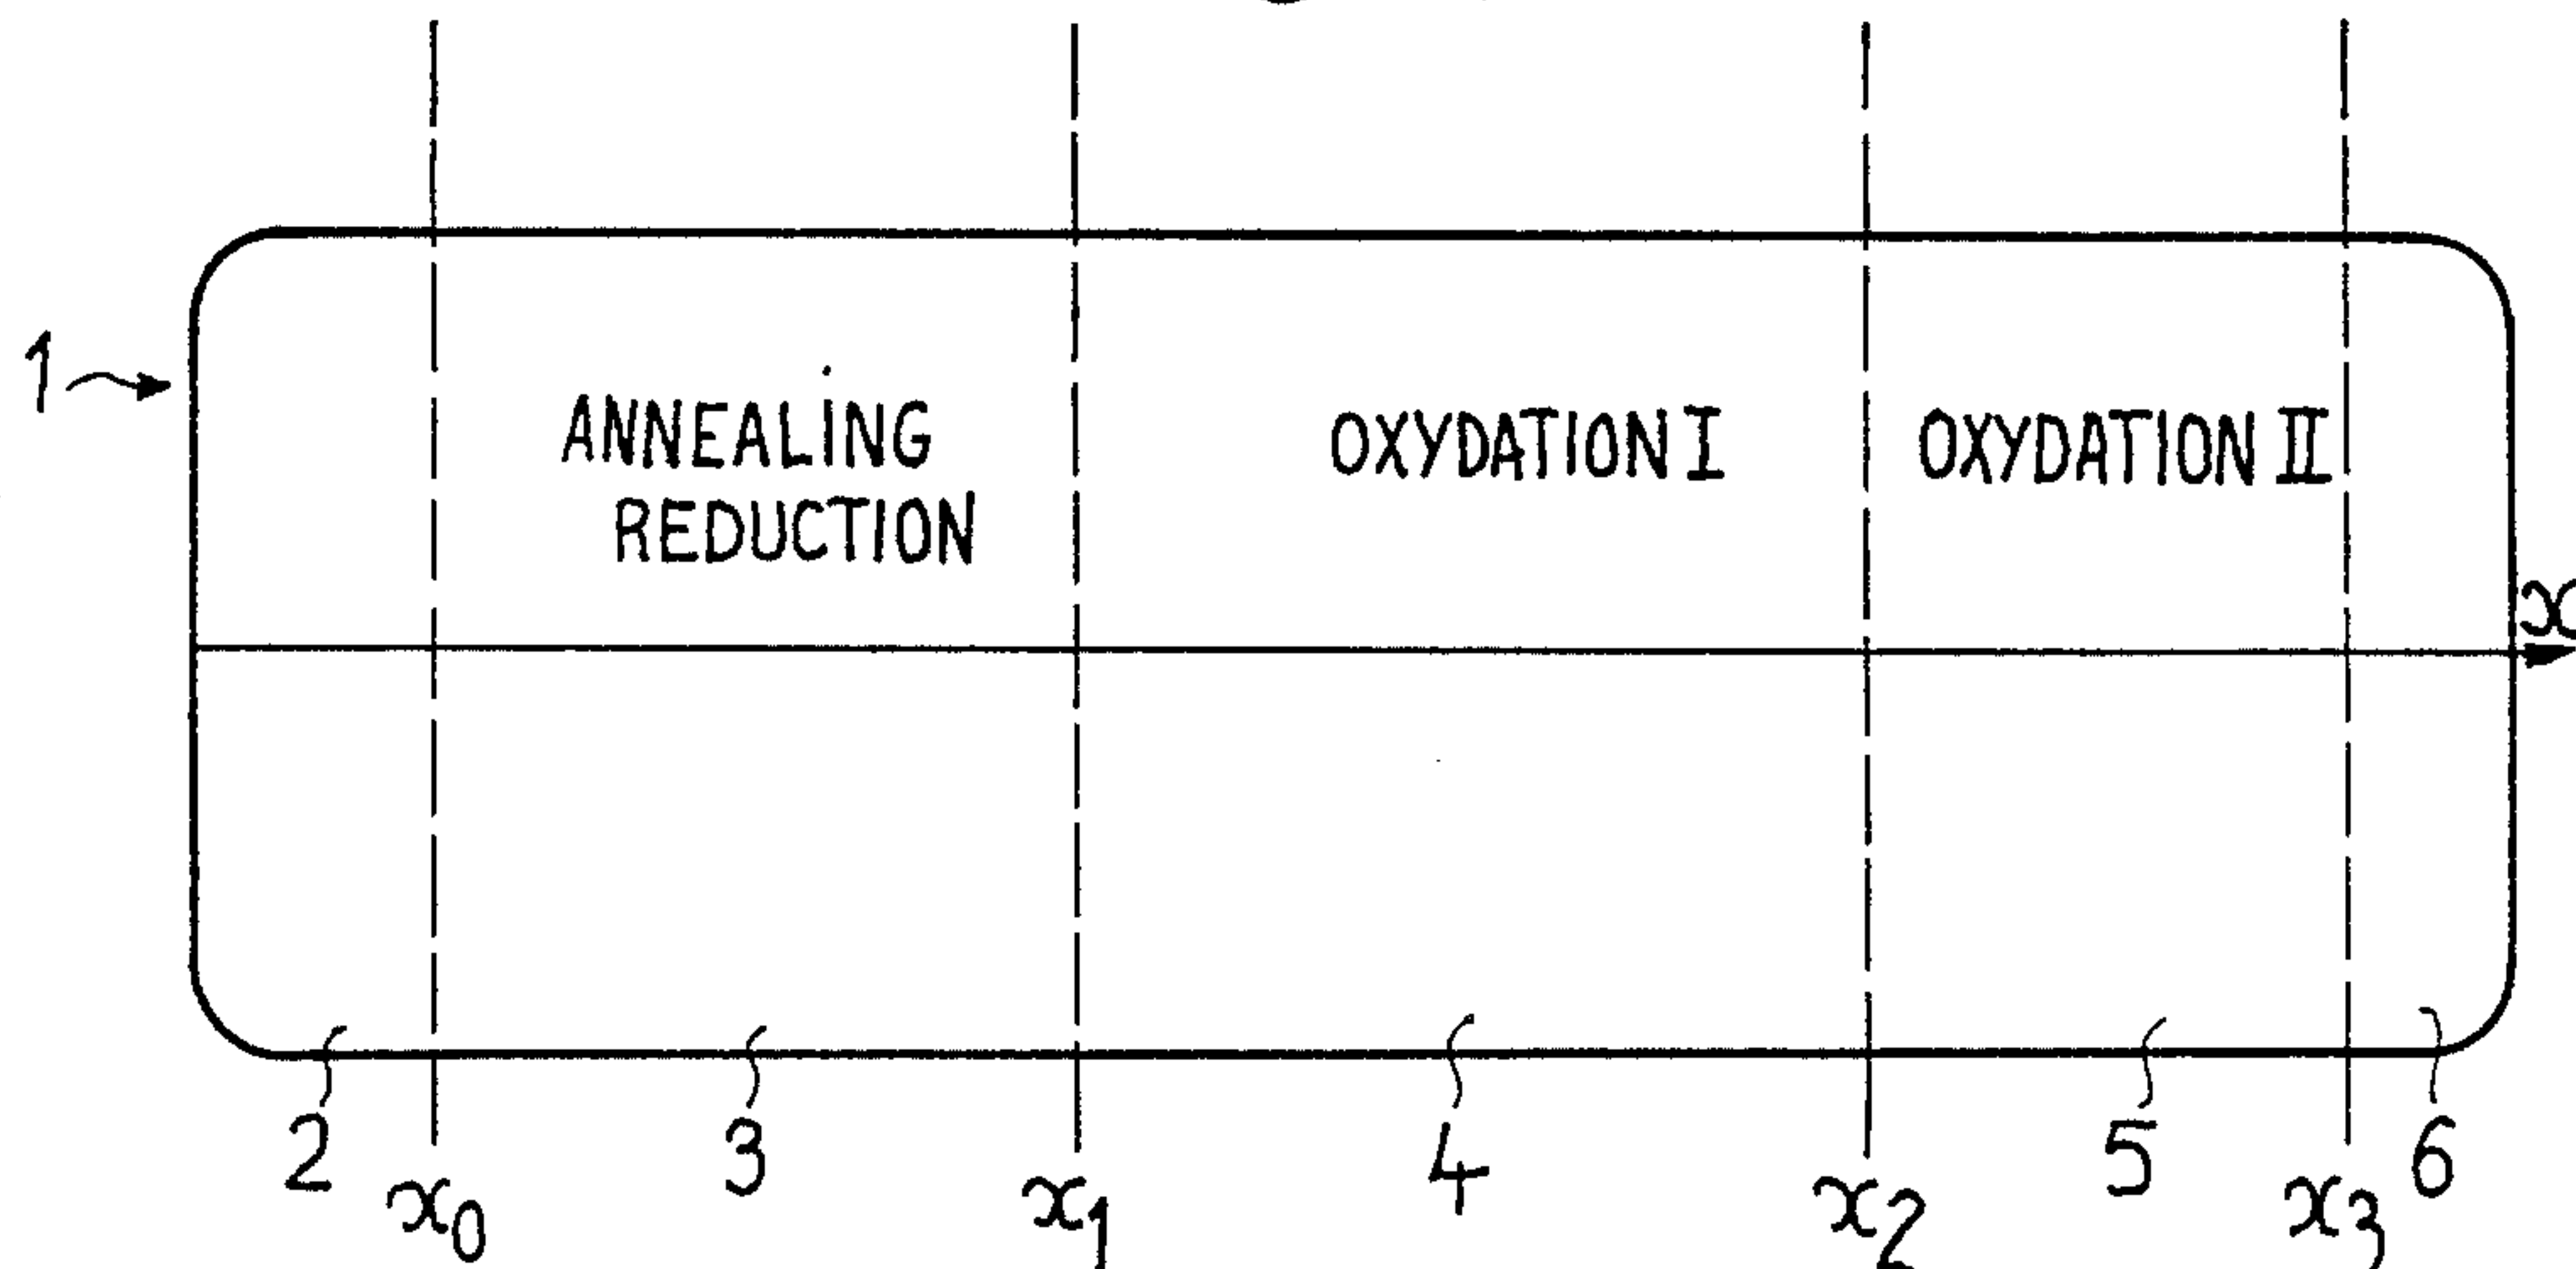 1
ANNEALING
REDUCTION
OXYDATION I
OXYDATION II
x
2
x0
3
x1
4
x2
5
x3
6